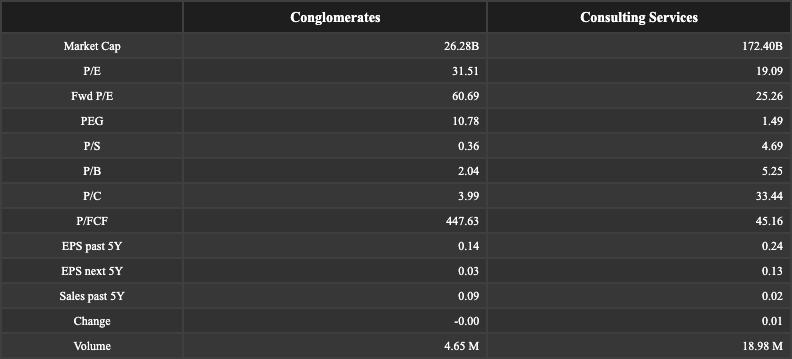 Conglomerates Consulting Services
Market Cap 26.28B 172.40B
P/E 31.51 19.09
Fwd P/E 60.69 25.26
PEG 10.78 1.49
P/S 0.36 4.69
P/B 2.04 5.25
P/C 3.99 33.44
P/FCF 447.63 45.16
EPS past 5Y 0.14 0.24
EPS next 5Y 0.03 0.13
Sales past 5Y 0.09 0.02
Change -0.00 0.01
Volume 4.65 M 18.98 M